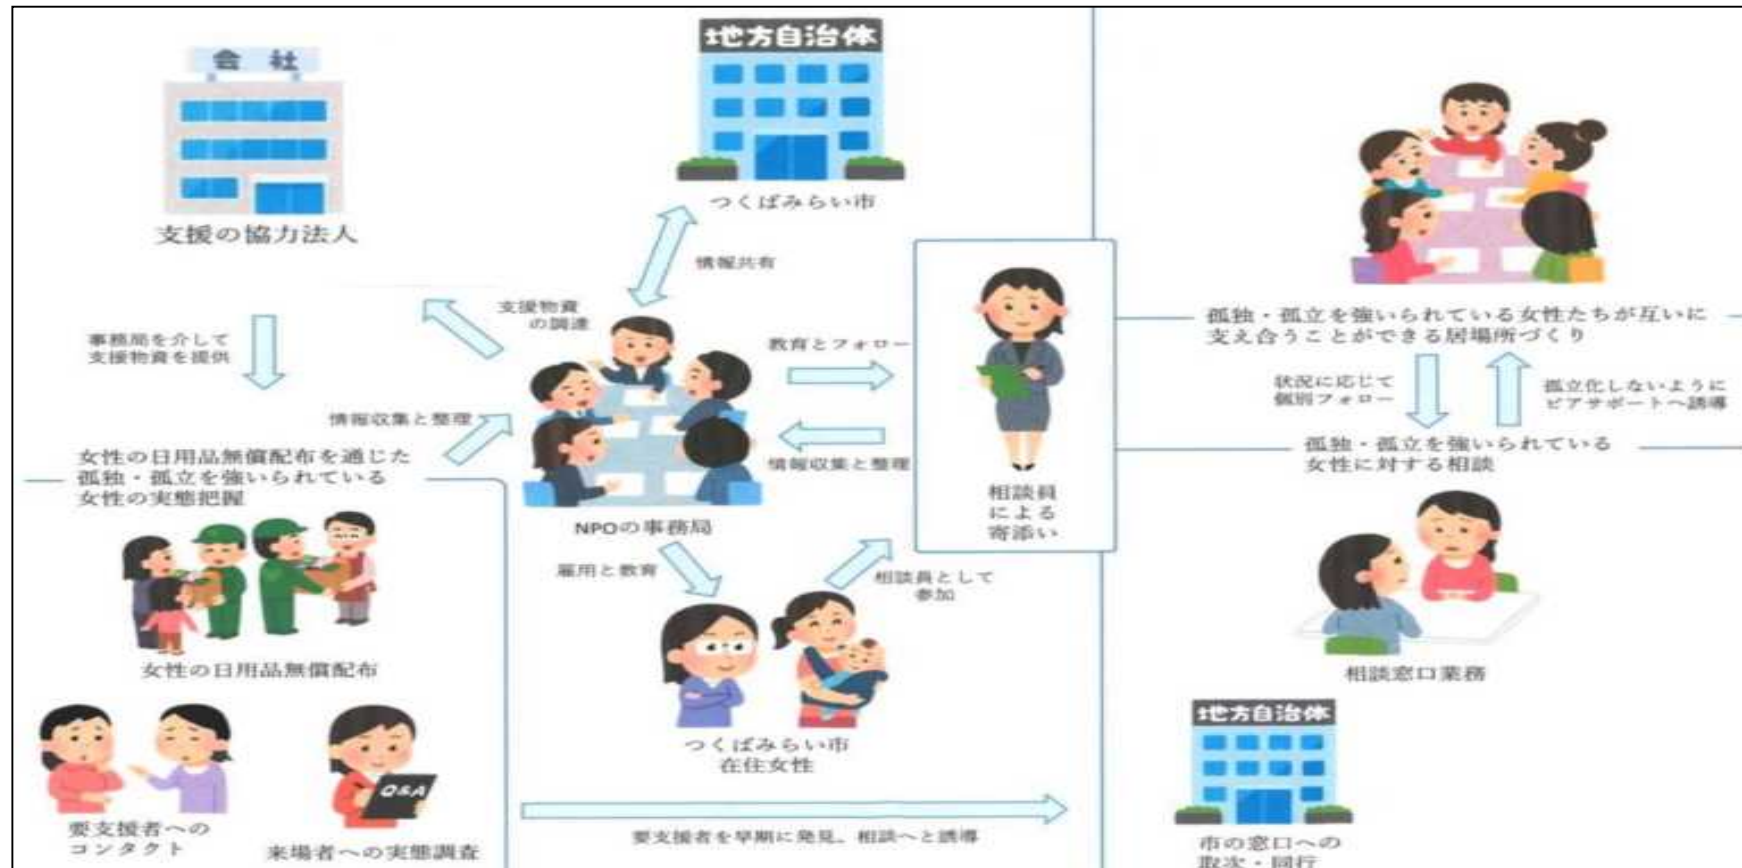 会 社
支援の協力法人
地方自治体
つくばみらい市
情報共有
支援物資
の調達
事務局を介して
支援物資を提供
情報収集と整理
女性の日用品無償配布を通じた
孤独・孤立を強いられている
女性の実態把握
女性の日用品無償配布
要支援者への
コンタクト
Q&A
来場者への実態調査
NPOの事務局
教育とフォロー
情報収集と整理
相談員
による
寄添い
雇用と教育
相談員として
参加
つくばみらい市
在住女性
要支援者を早期に発見。相談へと誘導
孤独・孤立を強いられている女性たちが互いに
支え合うことができる居場所づくり
状況に応じて
個別フォロー
孤立化しないように
ピアサポートへ誘導
孤独・孤立を強いられている
女性に対する相談
相談窓口業務
地方自治体
市の窓口への
取次・同行